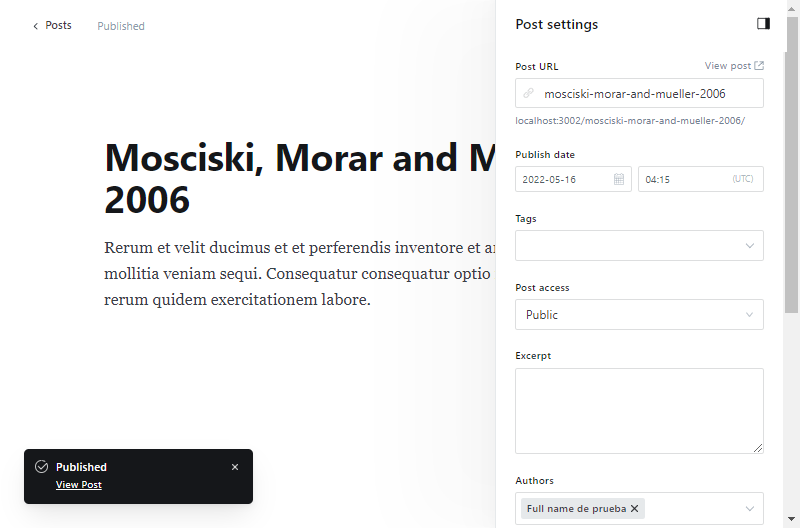 Posts
Published
Post settings
Post URL
View post
mosciski-morar-and-mueller-2006
localhost:3002/mosciski-morar-and-mueller-2006/
Publish date
2022-05-16
04:15
(UTC)
Tags
Post access
Public
Excerpt
Authors
Full name de prueba
Mosciski, Morar and M
2006
Rerum et velit ducimus et et perferendis inventore et
mollitia veniam sequi. Consequatur consequatur optio
rerum quidem exercitationem labore.
Published
View Post